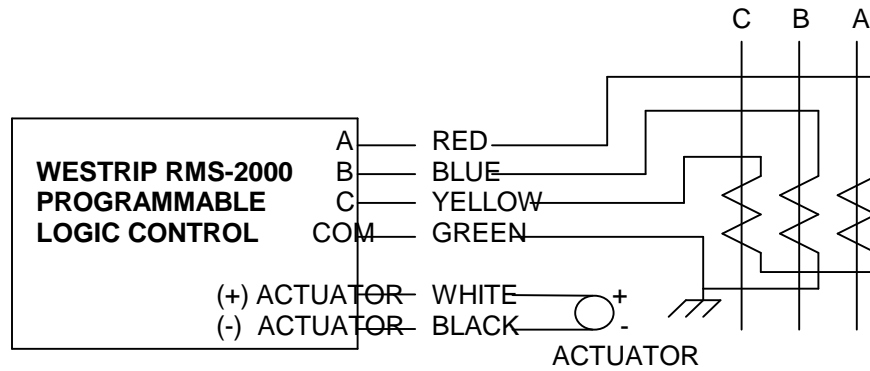 C B A
A RED
WESTRIP RMS-2000 B BLUE
PROGRAMMABLE C YELLOW
LOGIC CONTROL COM GREEN
(+) ACTUATOR WHITE +
(-) ACTUATOR BLACK -
ACTUATOR